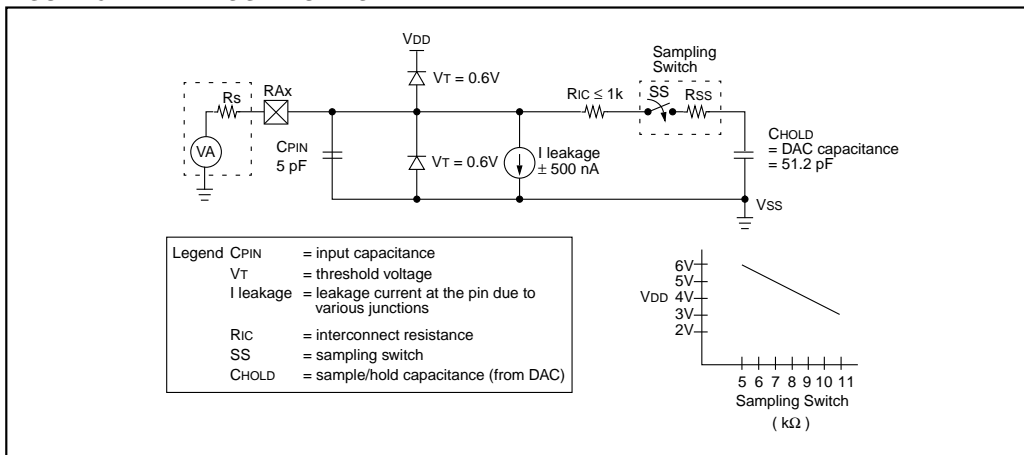 VDD
Sampling
Switch
VT = 0.6V
RIC ≤ 1k
SS
RSS
RAx
Rs
CHOLD
= DAC capacitance
= 51.2 pF
VA
CPIN
5 pF
VT = 0.6V
I leakage
± 500 nA
VSS
Legend CPIN = input capacitance
VT = threshold voltage
I leakage = leakage current at the pin due to
various junctions
RIC = interconnect resistance
SS = sampling switch
CHOLD = sample/hold capacitance (from DAC)
6V
5V
VDD 4V
3V
2V
5 6 7 8 9 10 11
Sampling Switch
( kΩ )